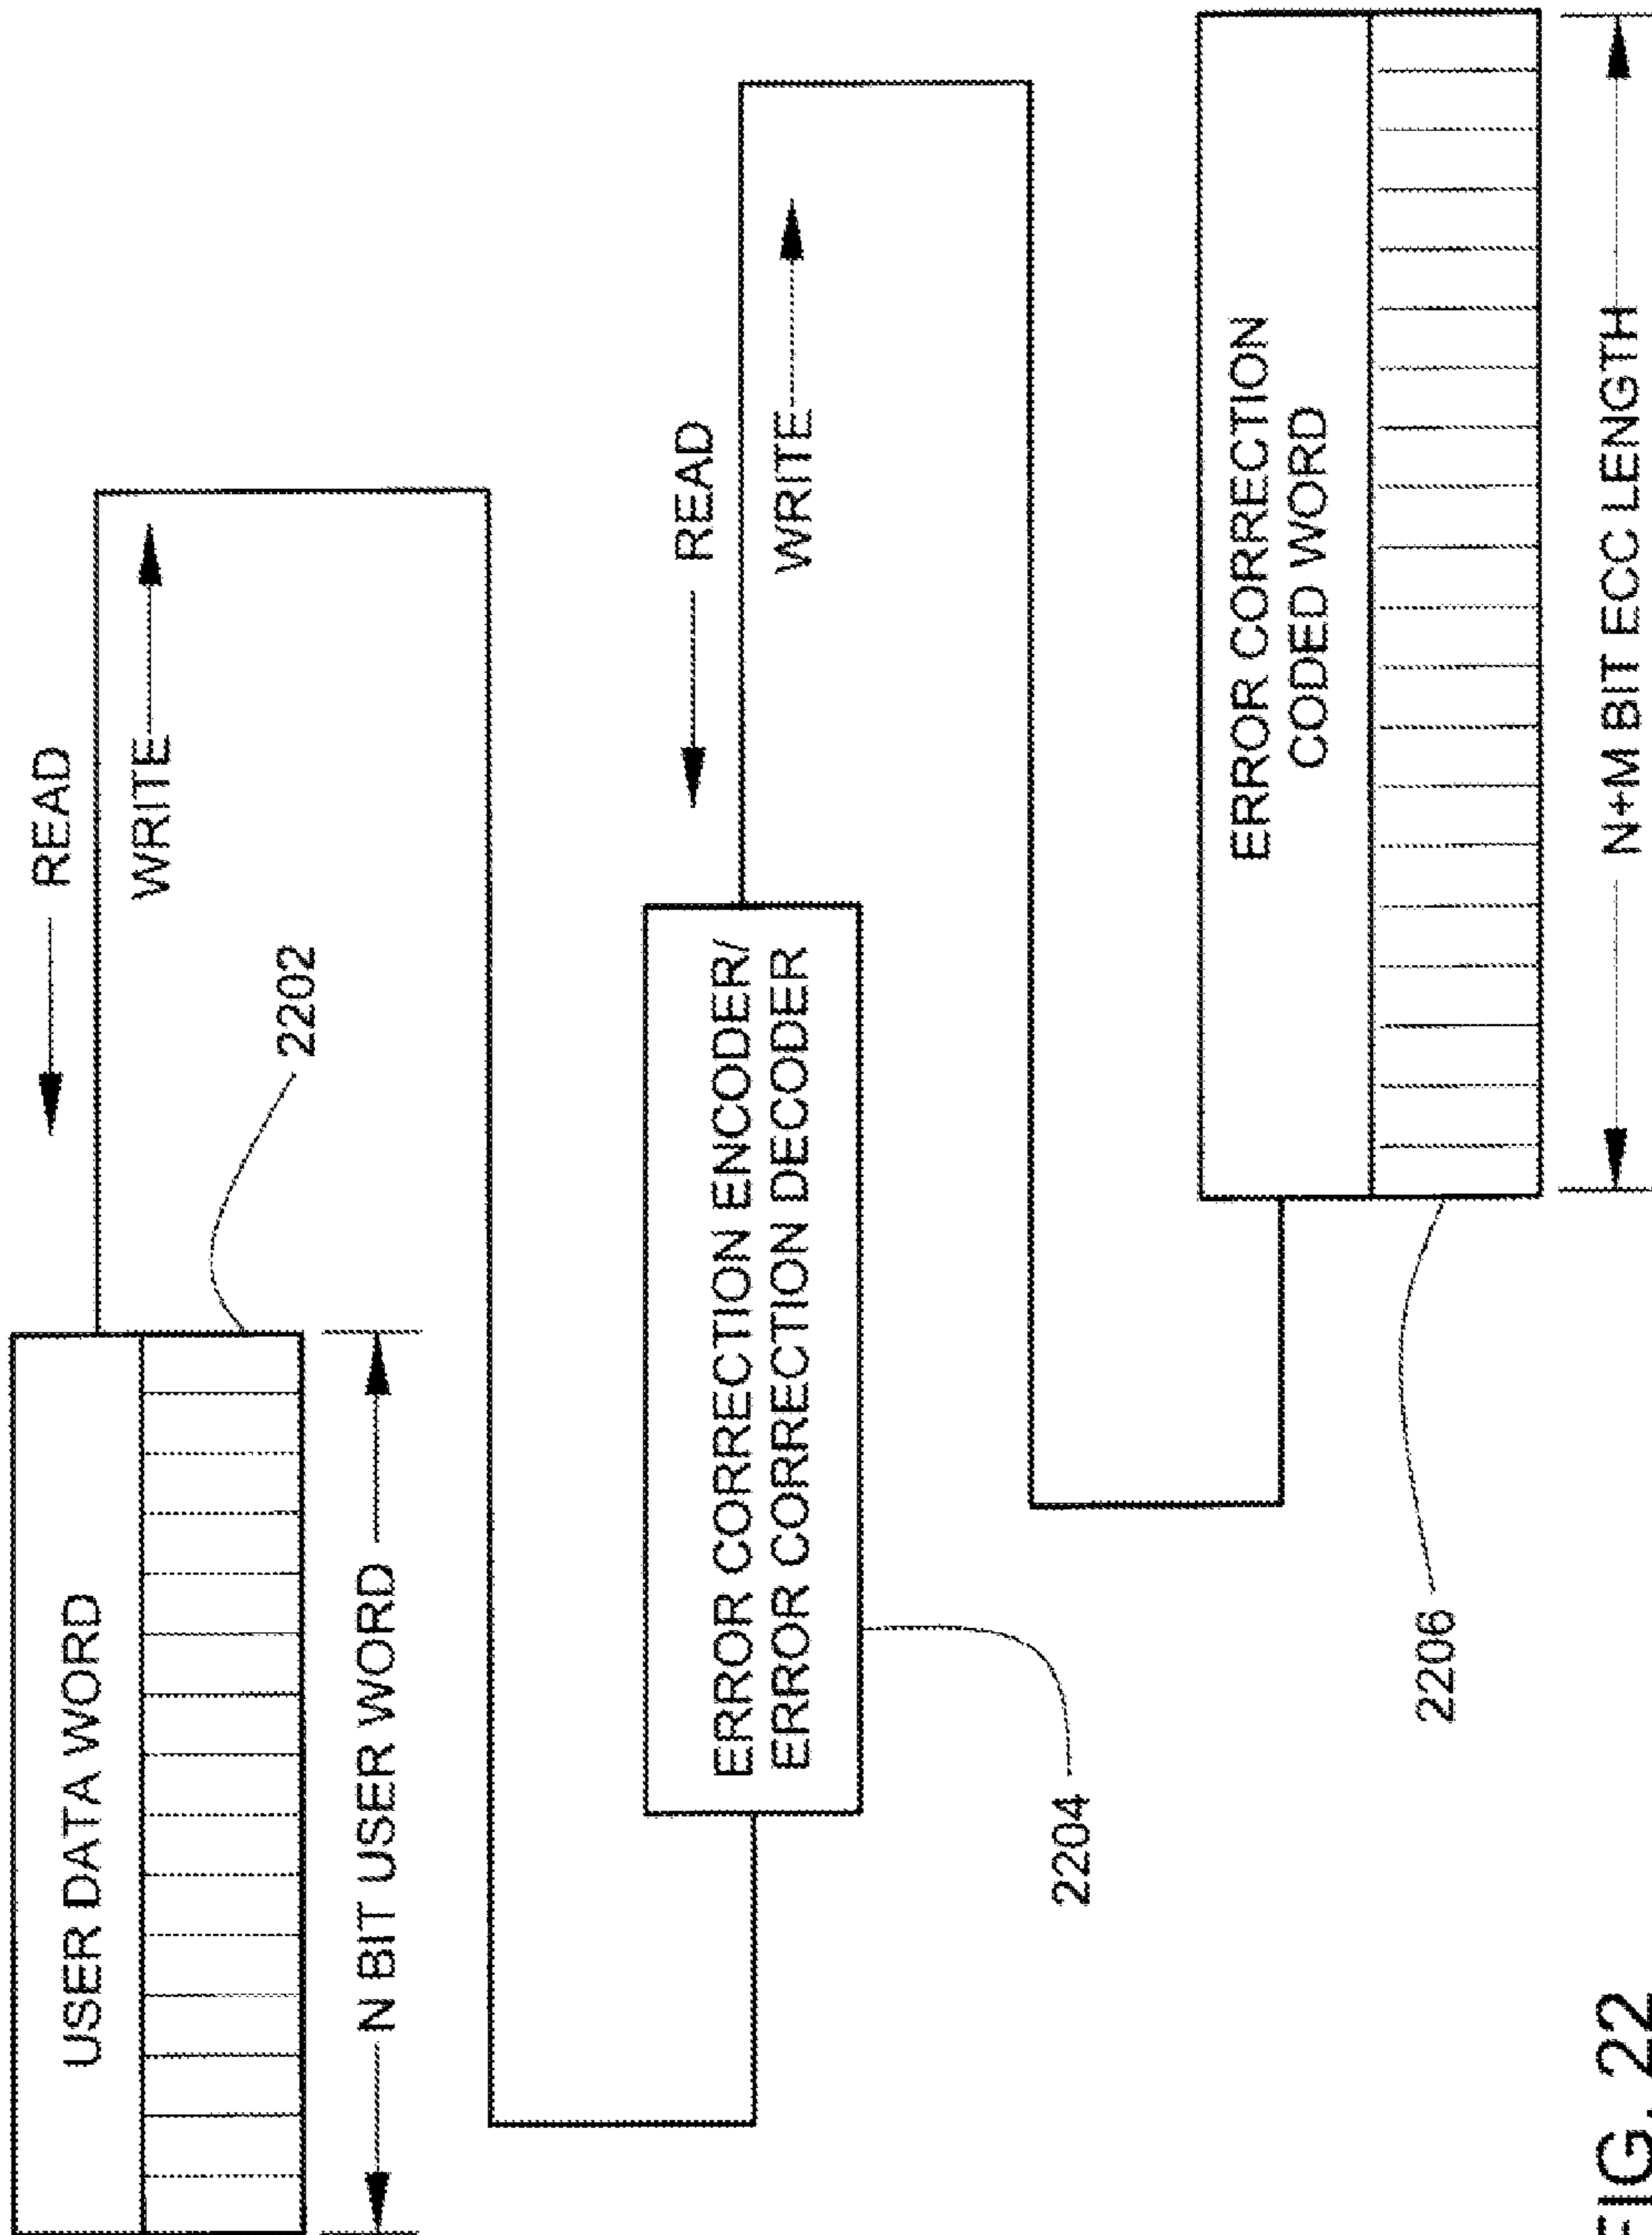 USER DATA WORD
N BIT USER WORD
2202
READ
WRITE
ERROR CORRECTION ENCODER/
ERROR CORRECTION DECODER
2204
READ
WRITE
ERROR CORRECTION
CODED WORD
2206
N+M BIT ECC LENGTH
FIG. 22